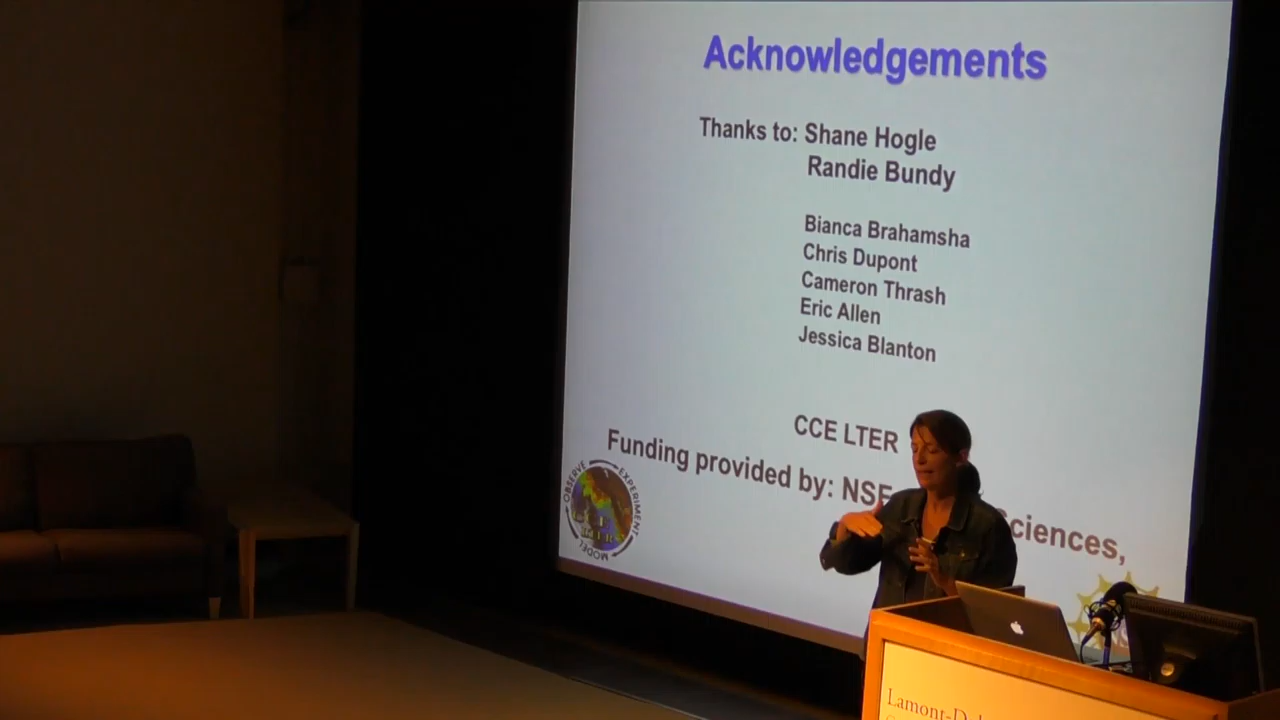 Acknowledgements
Thanks to: Shane Hogle
Randie Bundy
Bianca Brahamsha
Chris Dupont
Cameron Thrash
Eric Allen
Jessica Blanton
CCE LTER
Funding provided by: NSF Sciences,
OBSERVE EXPERIMENT MODEL
Lamont-